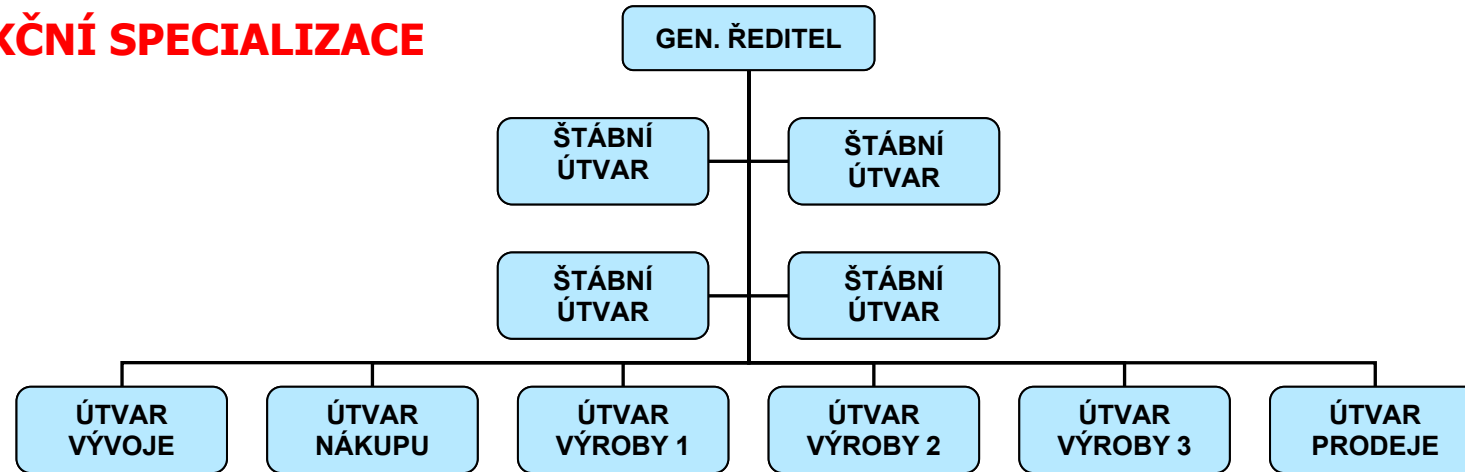 KČNÍ SPECIALIZACE
GEN. ŘEDITEL
ŠTÁBNÍ
ÚTVAR
ŠTÁBNÍ
ÚTVAR
ŠTÁBNÍ
ÚTVAR
ŠTÁBNÍ
ÚTVAR
ÚTVAR
VÝVOJE
ÚTVAR
NÁKUPU
ÚTVAR
VÝROBY 1
ÚTVAR
VÝROBY 2
ÚTVAR
VÝROBY 3
ÚTVAR
PRODEJE